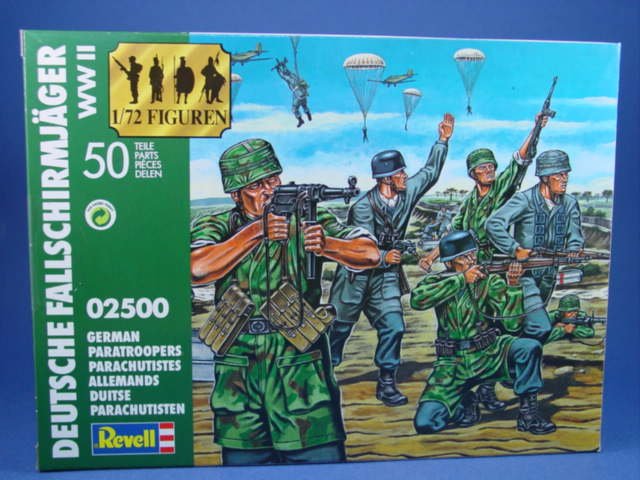 DEUTSCHE FALLSCHIRMJÄGER
WW II
1/72 FIGUREN
50
TEILE
PARTS
PIÈCES
DELEN
02500
GERMAN
PARATROOPERS
PARACHUTISTES
ALLEMANDS
DUITSE
PARACHUTISTEN
Revell